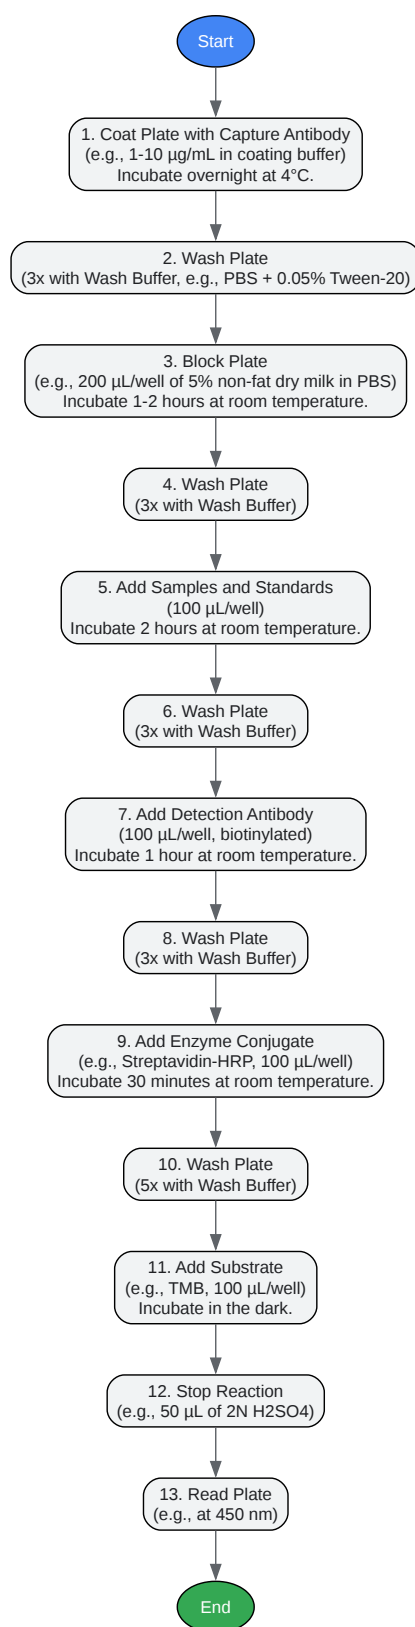 Start
1. Coat Plate with Capture Antibody
(e.g., 1-10 µg/mL in coating buffer)
Incubate overnight at 4°C.
2. Wash Plate
(3x with Wash Buffer, e.g., PBS + 0.05% Tween-20)
3. Block Plate
(e.g., 200 µL/well of 5% non-fat dry milk in PBS)
Incubate 1-2 hours at room temperature.
4. Wash Plate
(3x with Wash Buffer)
5. Add Samples and Standards
(100 µL/well)
Incubate 2 hours at room temperature.
6. Wash Plate
(3x with Wash Buffer)
7. Add Detection Antibody
(100 µL/well, biotinylated)
Incubate 1 hour at room temperature.
8. Wash Plate
(3x with Wash Buffer)
9. Add Enzyme Conjugate
(e.g., Streptavidin-HRP, 100 µL/well)
Incubate 30 minutes at room temperature.
10. Wash Plate
(5x with Wash Buffer)
11. Add Substrate
(e.g., TMB, 100 µL/well)
Incubate in the dark.
12. Stop Reaction
(e.g., 50 µL of 2N H2SO4)
13. Read Plate
(e.g., at 450 nm)
End